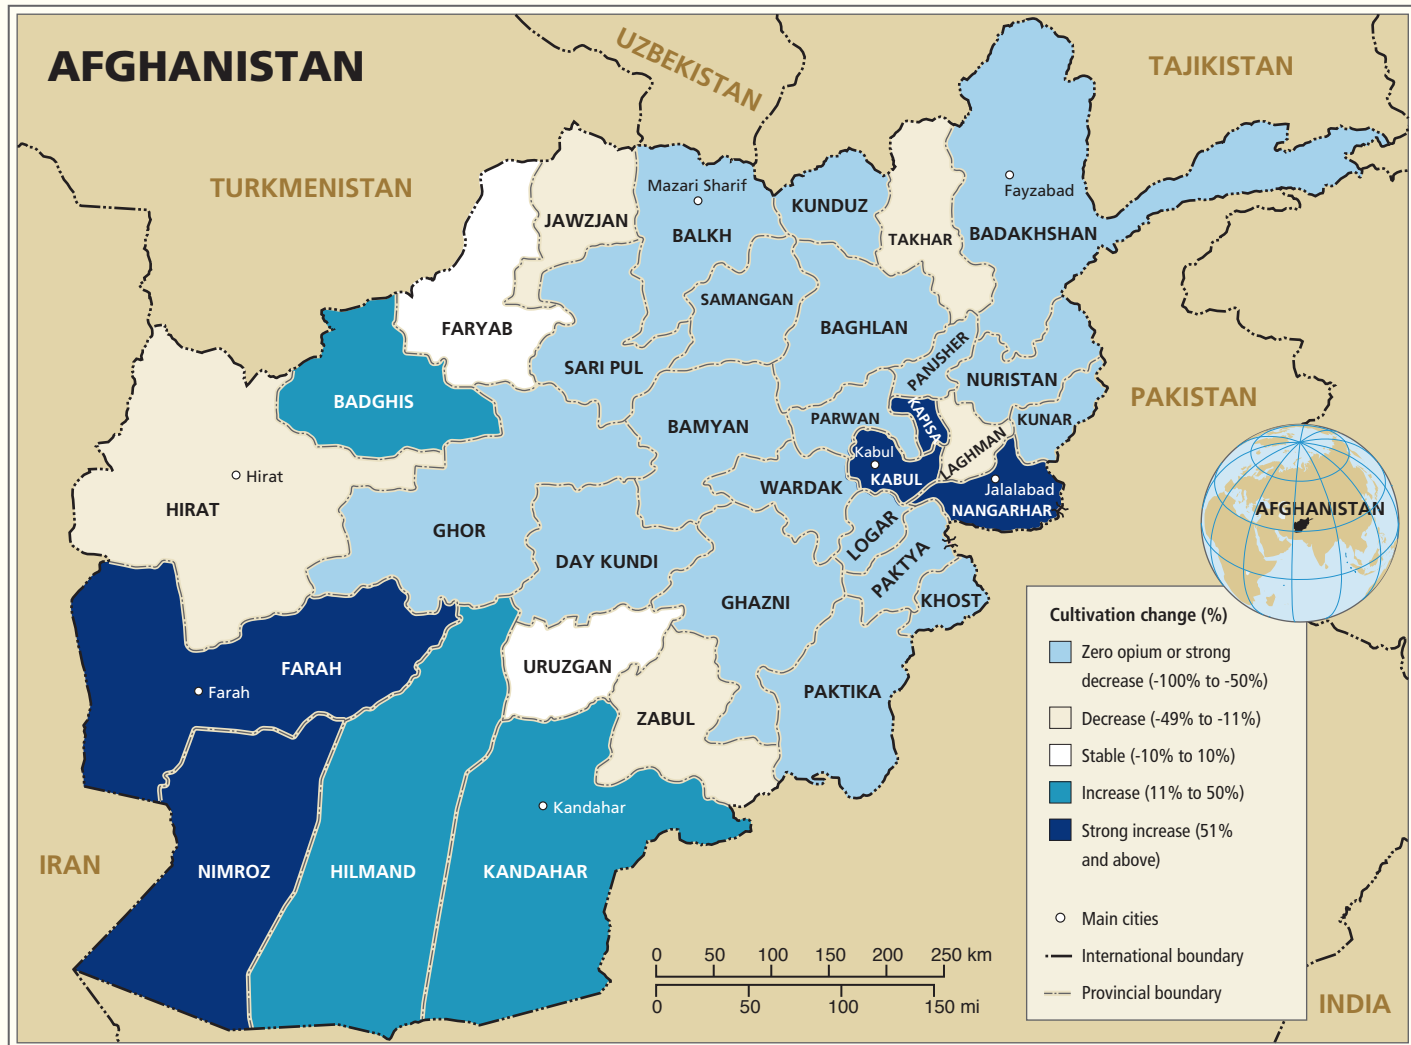 AFGHANISTAN
UZBEKISTAN
TAJIKISTAN
TURKMENISTAN
Mazari Sharif
Fayzabad
KUNDUZ
JAWZJAN
BALKH
TAKHAR
BADAKHSHAN
SAMANGAN
FARYAB
BAGHLAN
SARI PUL
PANJSHER
NURISTAN
BADGHIS
PAKISTAN
PARWAN
KAPISA
KUNAR
BAMYAN
LAGHMAN
Kabul
Hirat
KABUL
WARDAK
Jalalabad
HIRAT
NANGARHAR
AFGHANISTAN
GHOR
LOGAR
DAY KUNDI
PAKTYA
GHAZNI
KHOST
URUZGAN
FARAH
Farah
PAKTIKA
ZABUL
Kandahar
IRAN
NIMROZ
HILMAND
KANDAHAR
Cultivation change (%)
Zero opium or strong
decrease (-100% to -50%)
Decrease (-49% to -11%)
Stable (-10% to 10%)
Increase (11% to 50%)
Strong increase (51%
and above)
Main cities
International boundary
Provincial boundary
0 50 100 150 200 250 km
0 50 100 150 mi
INDIA